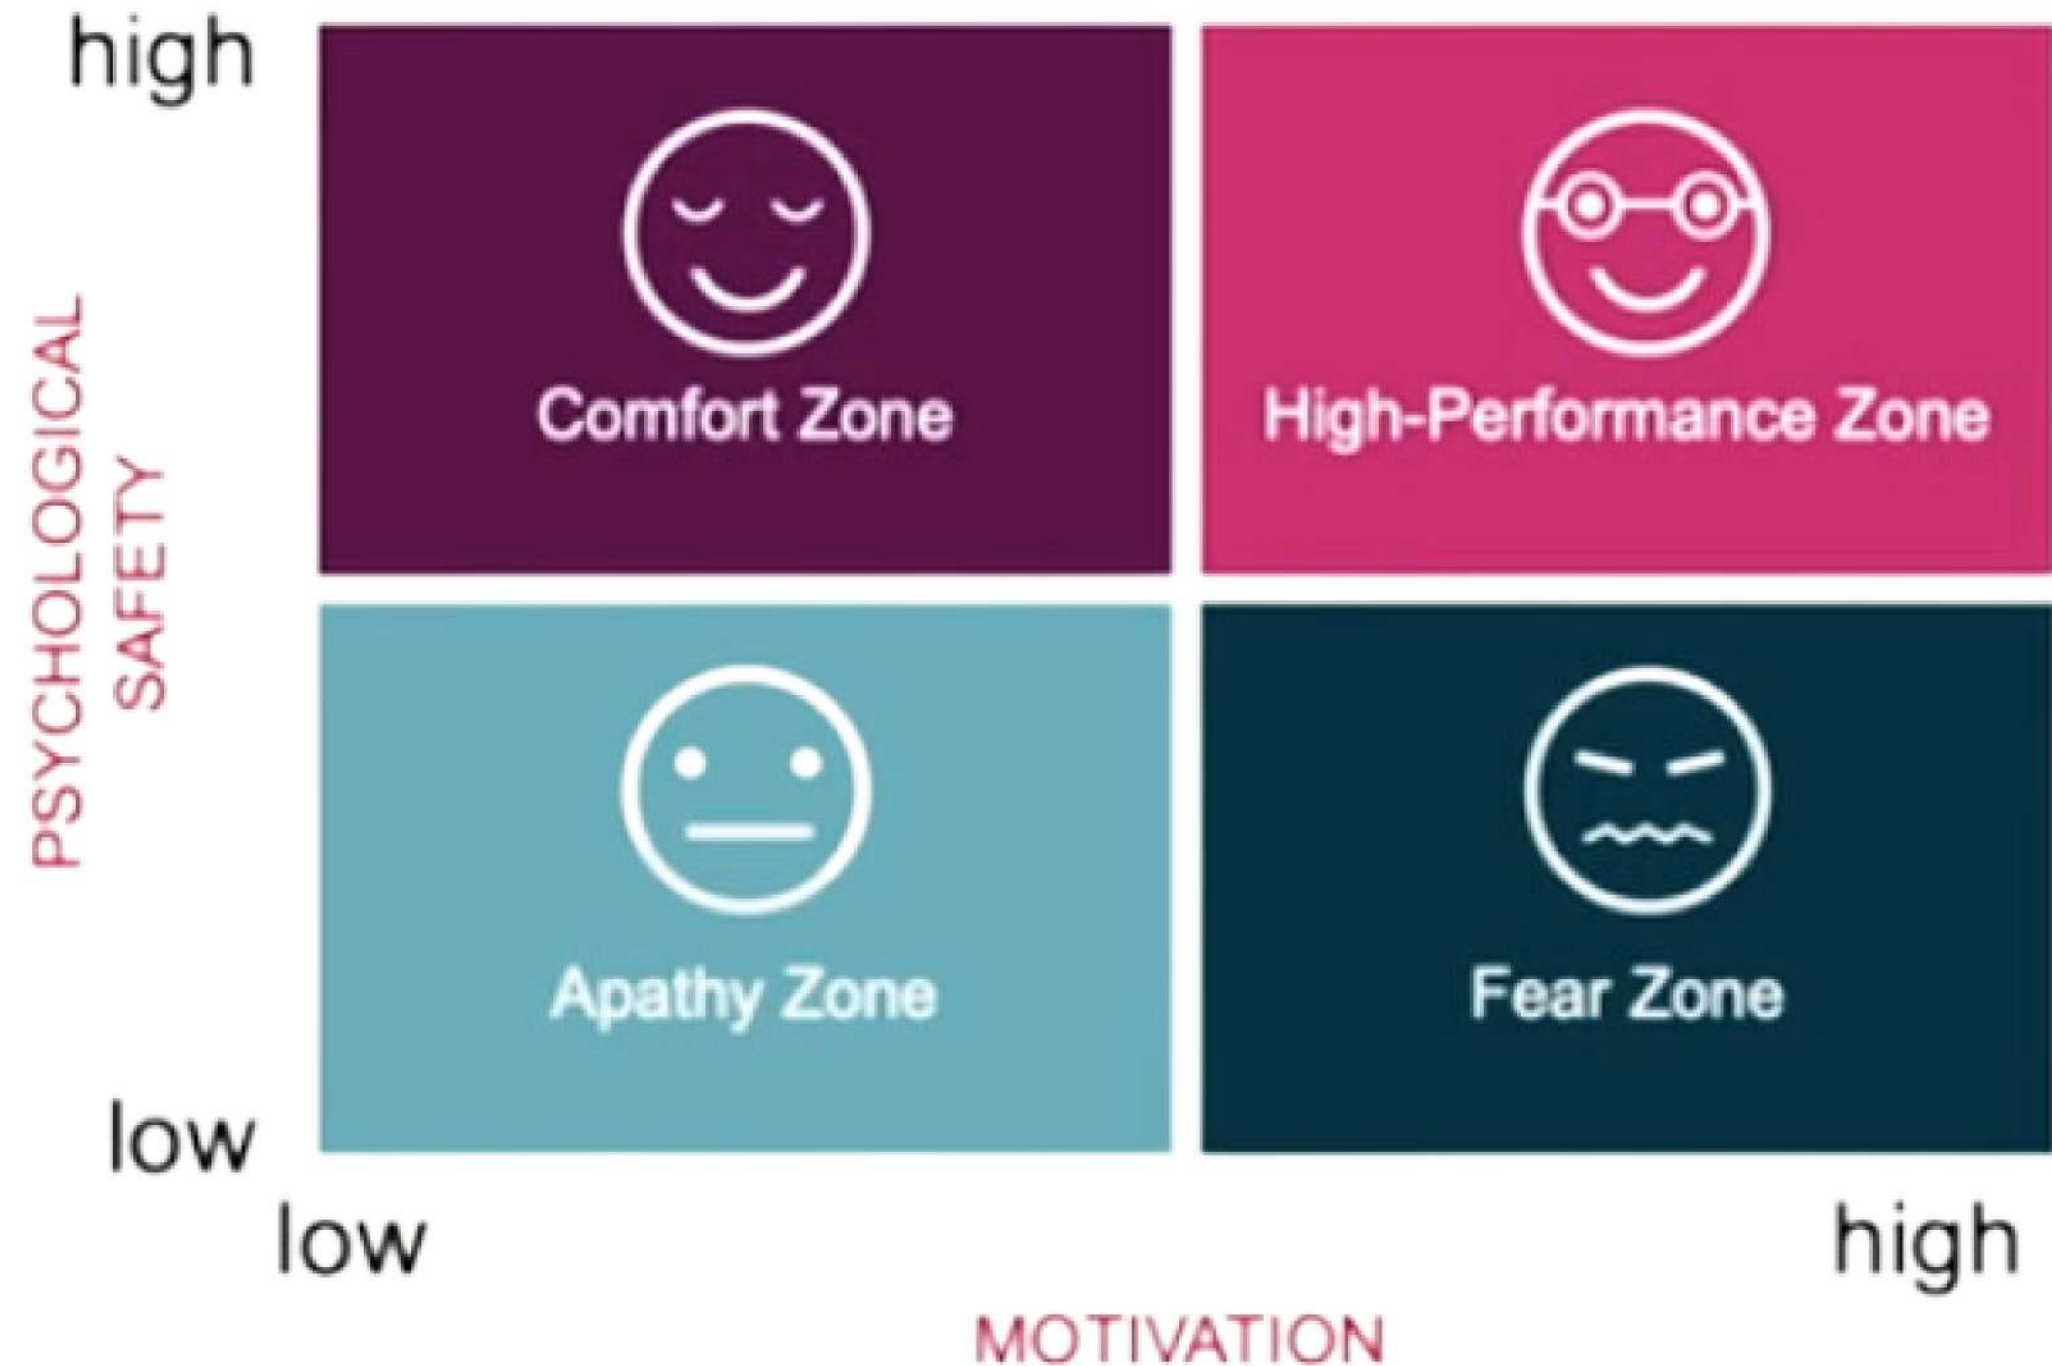 high
PSYCHOLOGICAL
SAFETY
Comfort Zone
High-Performance Zone
Apathy Zone
Fear Zone
low
low
high
MOTIVATION